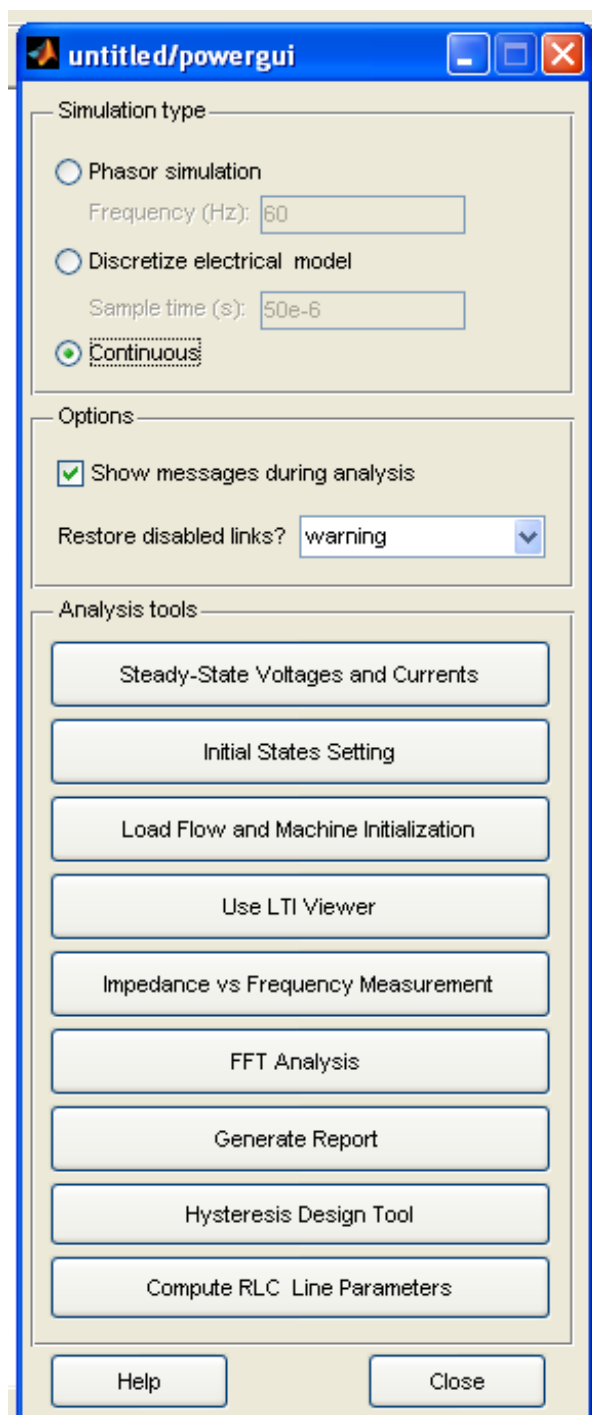 untitled/powergui
Simulation type
Phasor simulation
Frequency (Hz): 60
Discretize electrical model
Sample time (s): 50e-6
Continuous
Options
Show messages during analysis
Restore disabled links? warning
Analysis tools
Steady-State Voltages and Currents
Initial States Setting
Load Flow and Machine Initialization
Use LTI Viewer
Impedance vs Frequency Measurement
FFT Analysis
Generate Report
Hysteresis Design Tool
Compute RLC Line Parameters
Help Close